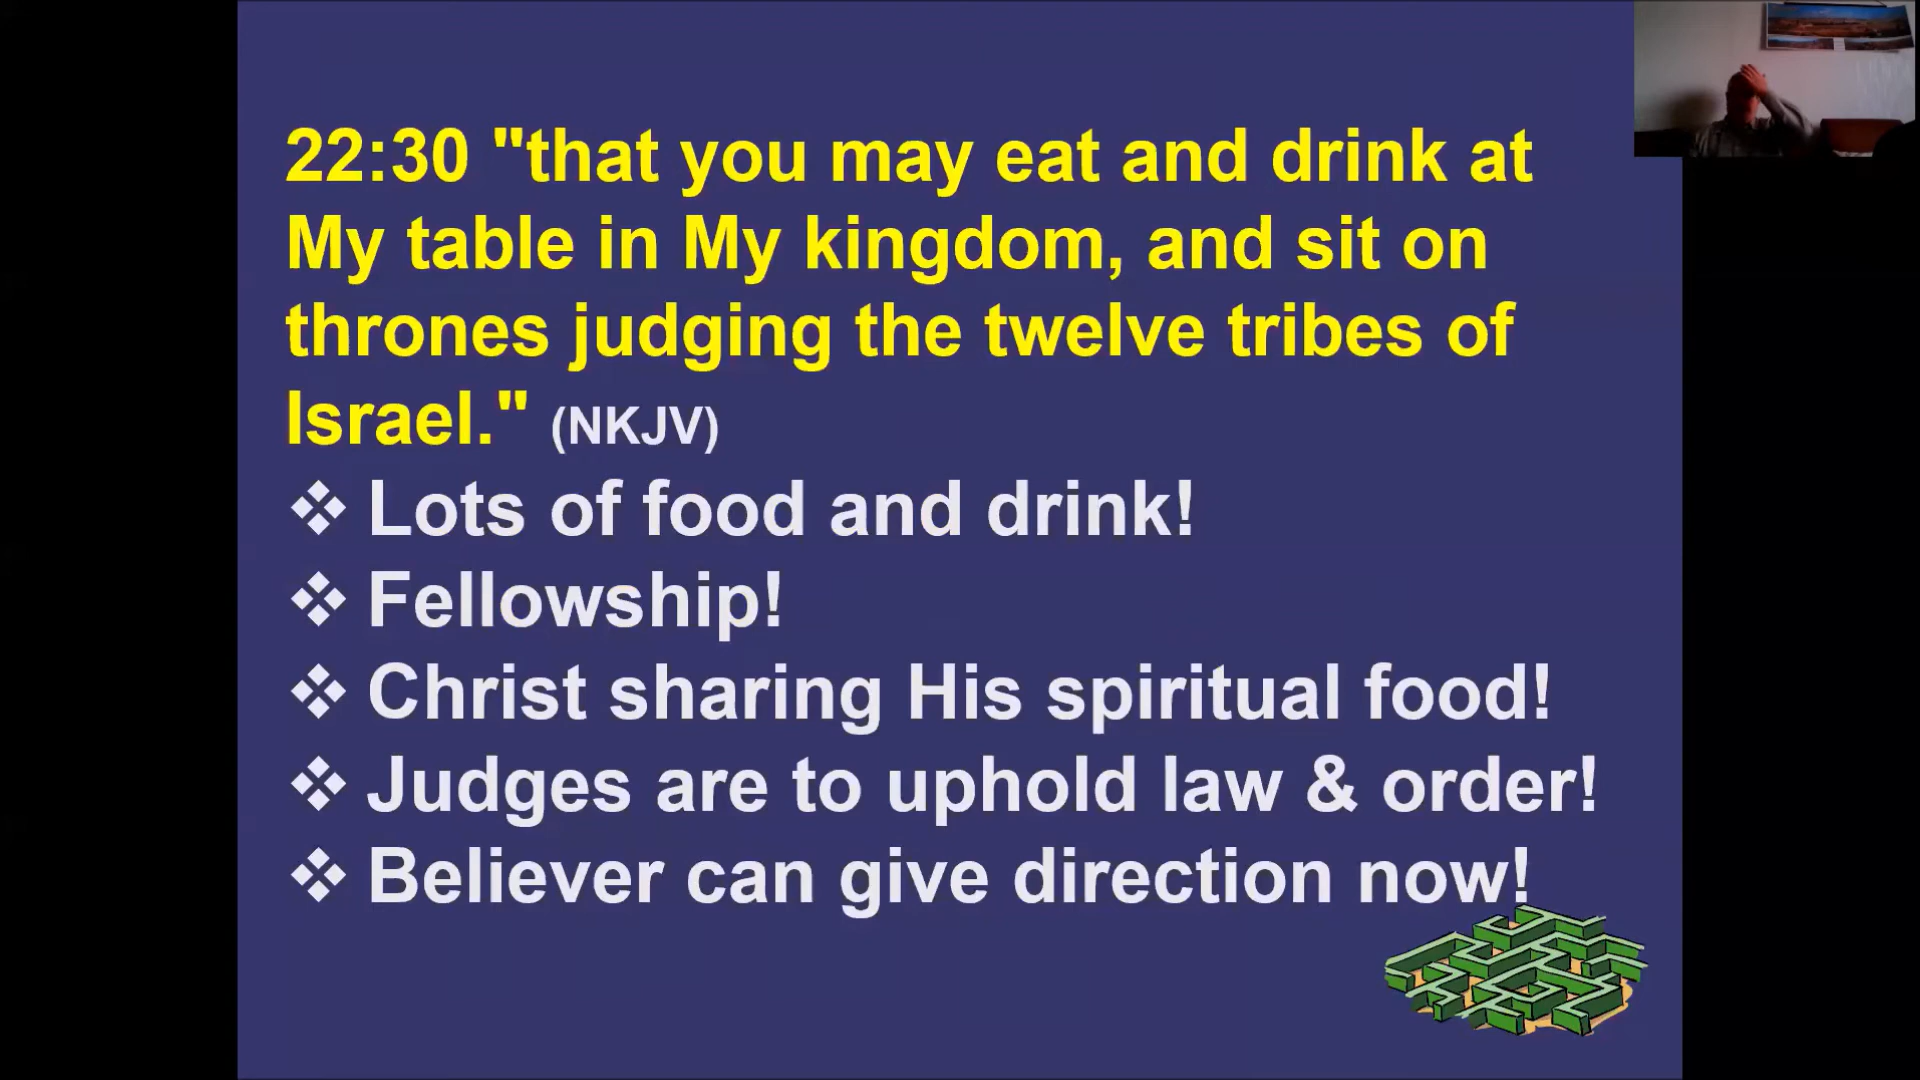 22:30 "that you may eat and drink at
My table in My kingdom, and sit on
thrones judging the twelve tribes of
Israel." (NKJV)
❖ Lots of food and drink!
❖ Fellowship!
❖ Christ sharing His spiritual food!
❖ Judges are to uphold law & order!
❖ Believer can give direction now!